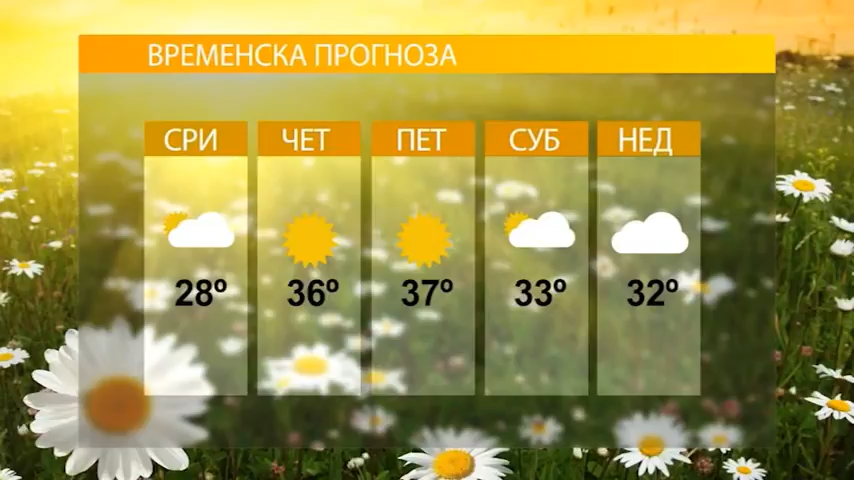 ВРЕМЕНСКА ПРОГНОЗА
СРИ ЧЕТ ПЕТ СУБ НЕД
28º 36º 37º 33º 32º